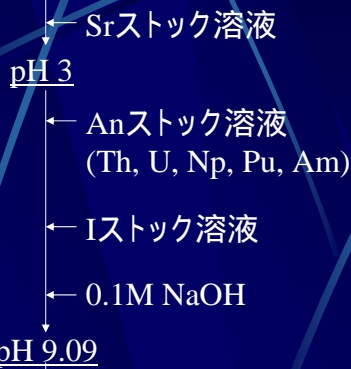 Srストック溶液
pH 3
Anストック溶液
(Th, U, Np, Pu, Am)
Iストック溶液
0.1M NaOH
pH 9.09